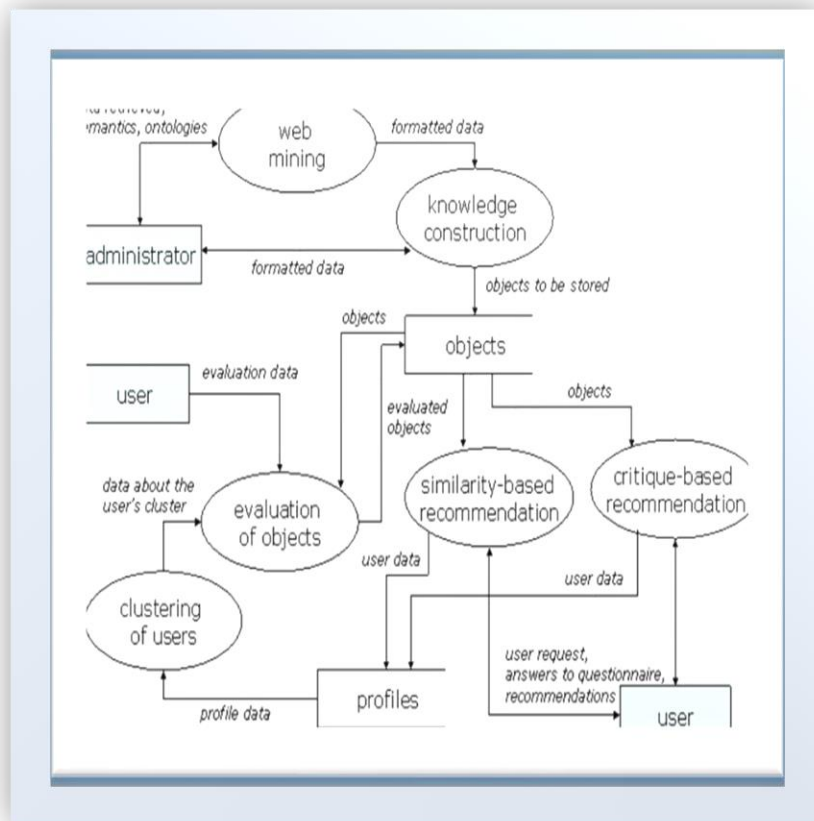 mantics, ontologies
web
mining
formatted data
knowledge
construction
administrator
formatted data
objects to be stored
objects
objects
user
evaluation data
evaluated
objects
objects
data about the
user's cluster
evaluation
of objects
similarity-based
recommendation
critique-based
recommendation
user data
user data
clustering
of users
user request,
answers to questionnaire,
recommendations
profiles
profile data
user